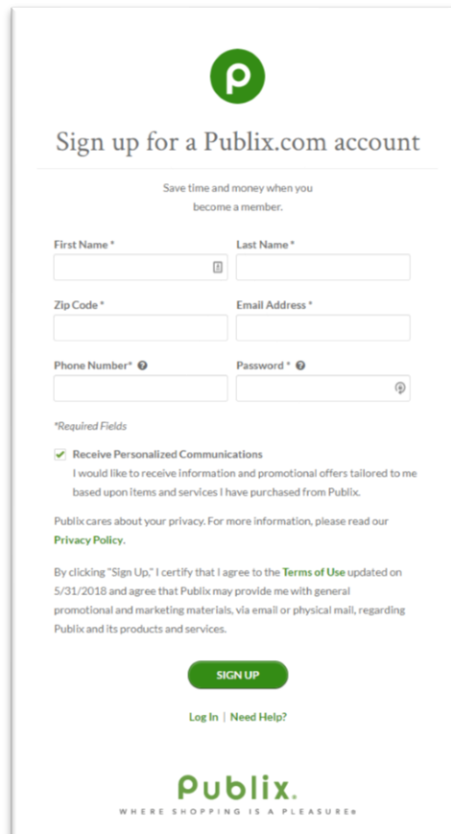 p
Sign up for a Publix.com account
Save time and money when you
become a member.
First Name *
Last Name *
Zip Code *
Email Address *
Phone Number* ?
Password * ?
*Required Fields
Receive Personalized Communications
I would like to receive information and promotional offers tailored to me
based upon items and services I have purchased from Publix.
Publix cares about your privacy. For more information, please read our
Privacy Policy.
By clicking "Sign Up," I certify that I agree to the Terms of Use updated on
5/31/2018 and agree that Publix may provide me with general
promotional and marketing materials, via email or physical mail, regarding
Publix and its products and services.
SIGN UP
Log In | Need Help?
Publix.
WHERE SHOPPING IS A PLEASURE®